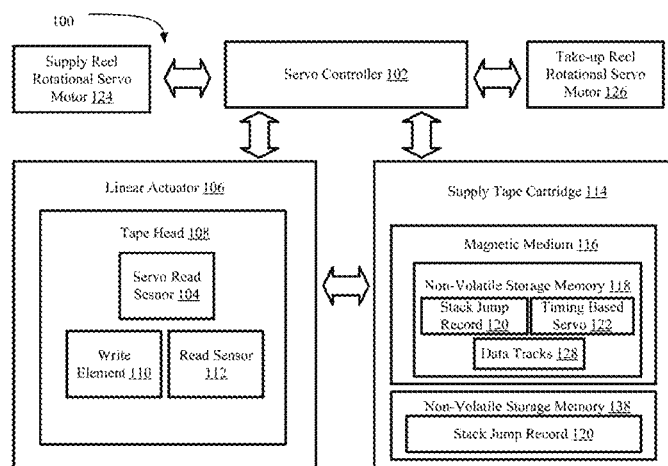 100
Supply Reel
Rotational Servo
Motor 124
Servo Controller 102
Take-up Reel
Rotational Servo
Motor 126
Linear Actuator 106
Tape Head 108
Servo Read
Sesnor 104
Write
Element 110
Read Sensor
112
Supply Tape Cartridge 114
Magnetic Medium 116
Non-Volatile Storage Memory 118
Stack Jump
Record 120
Timing Based
Servo 122
Data Tracks 128
Non-Volatile Storage Memory 138
Stack Jump Record 120